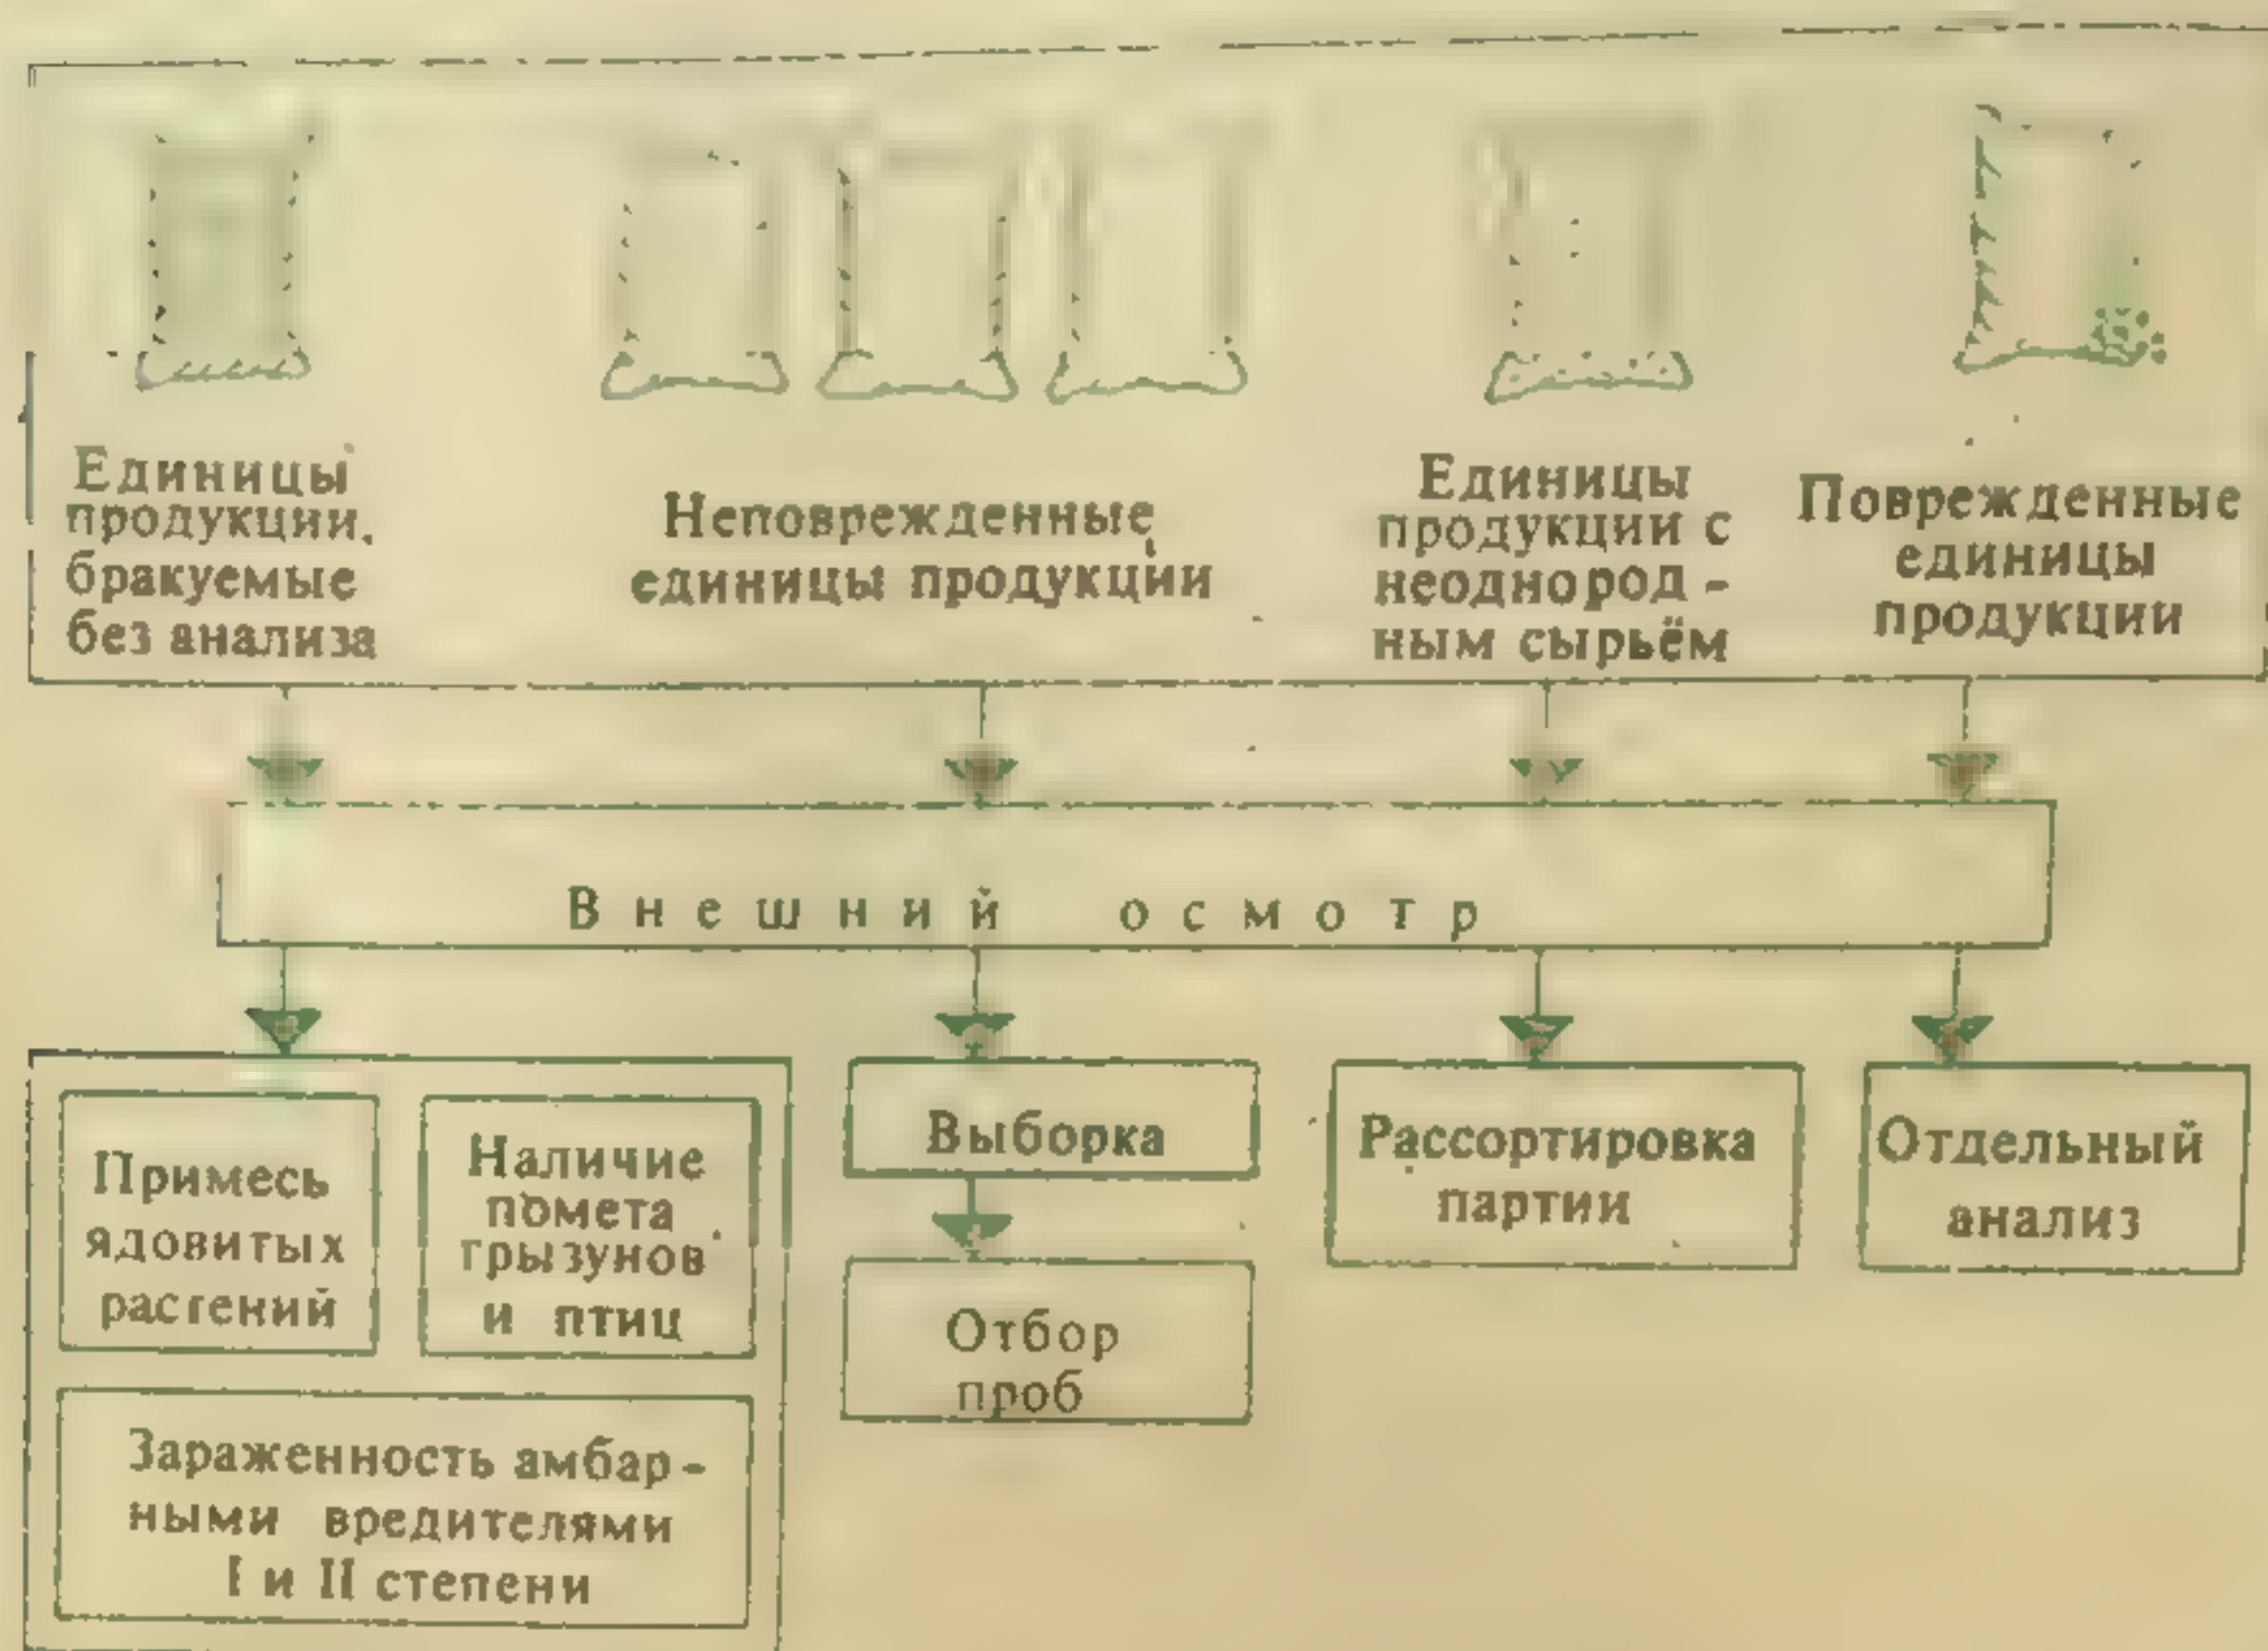 Единицы
продукции,
бракуемые
без анализа
Неповрежденные
единицы продукции
Единицы
продукции с
неоднород -
ным сырьём
Поврежденные
единицы
продукции
Внешний осмотр
Примесь
ядовитых
растений
Наличие
помета
грызунов
и птиц
Зараженность амбар -
ными вредителями
I и II степени
Выборка
Отбор
проб
Рассортировка
партии
Отдельный
анализ